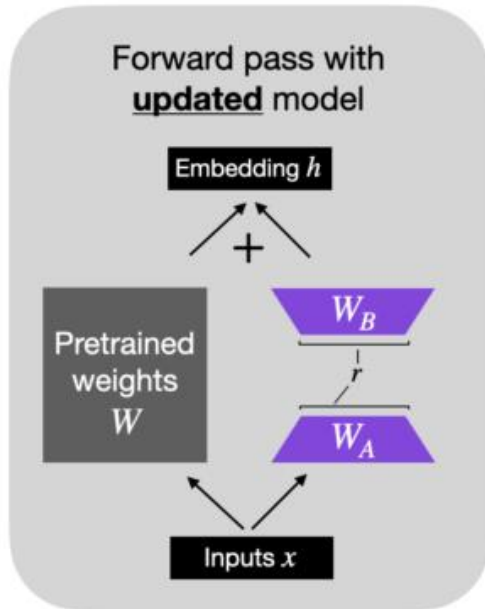 Forward pass with
updated model
Embedding h
+
Pretrained
weights
W
W_B
r
W_A
Inputs x